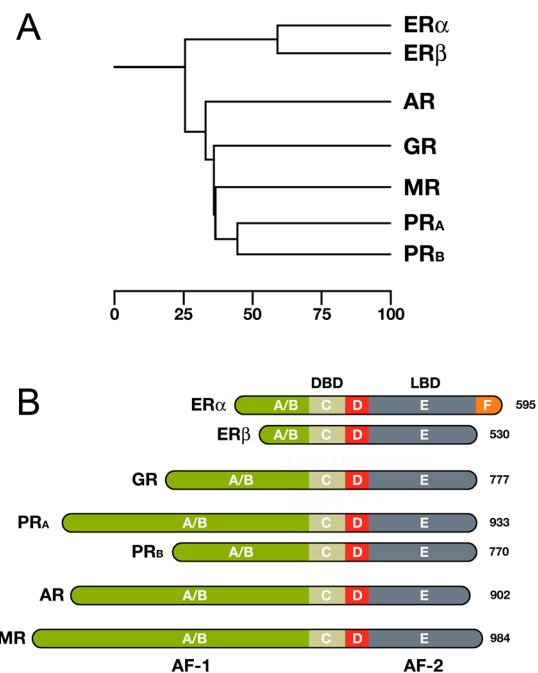 A
ERα
ERβ
AR
GR
MR
PRA
PRB
0 25 50 75 100
B
DBD LBD
ERα A/B C D E F 595
ERβ A/B C D E 530
GR A/B C D E 777
PRA A/B C D E 933
PRB A/B C D E 770
AR A/B C D E 902
MR A/B C D E 984
AF-1 AF-2